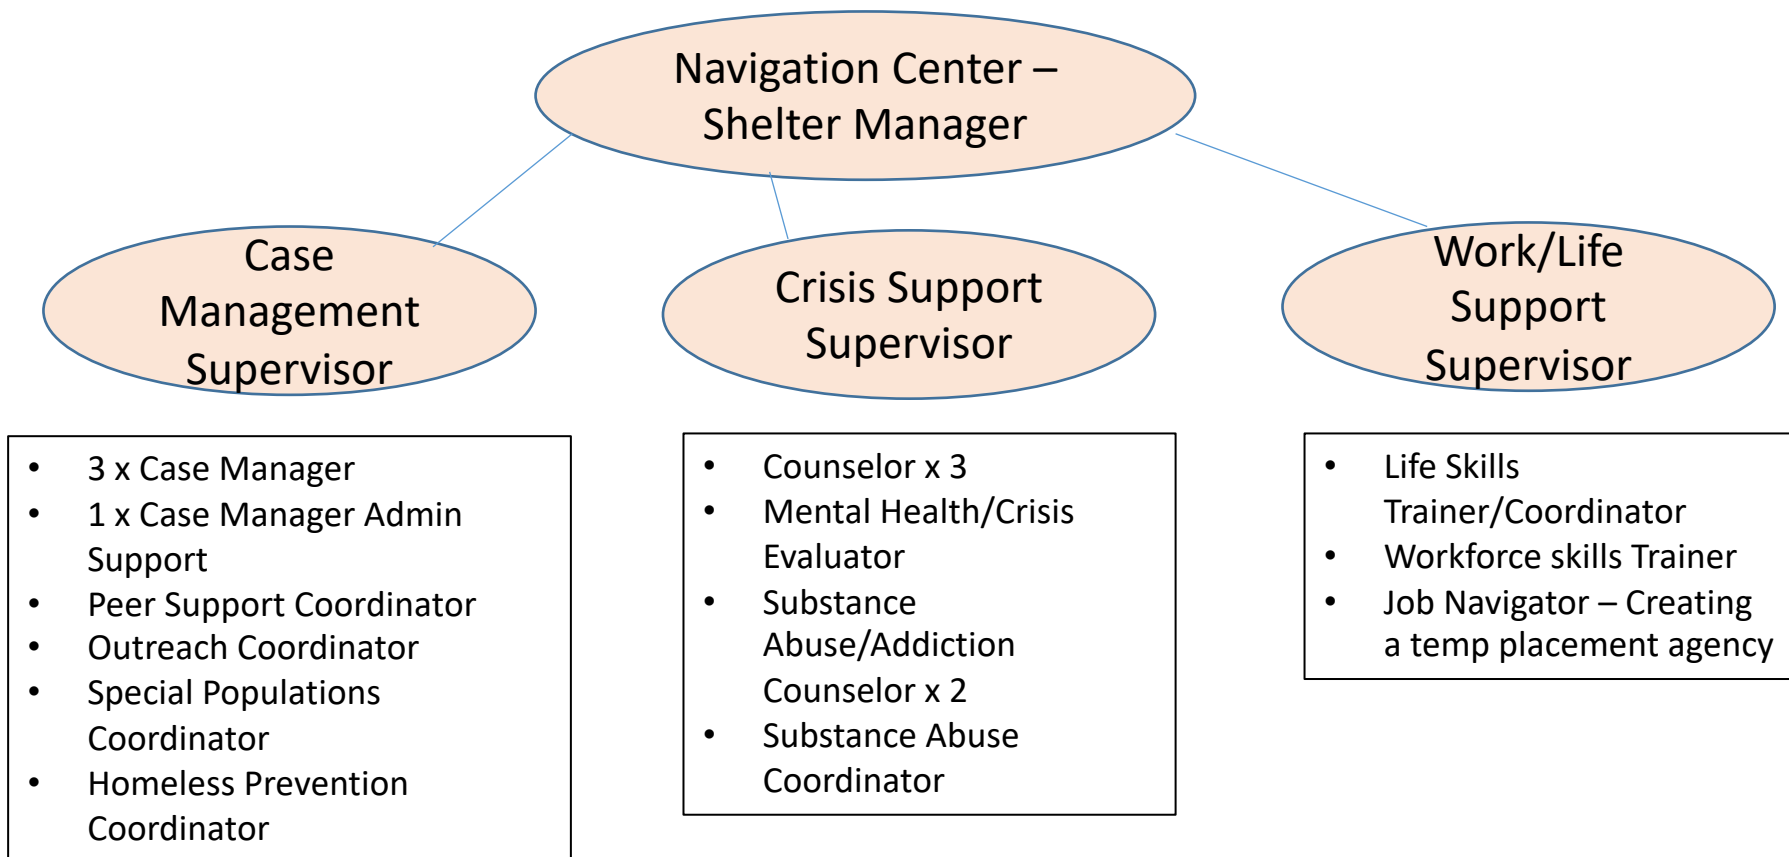 Navigation Center –
Shelter Manager
Case
Management
Supervisor
Crisis Support
Supervisor
Work/Life
Support
Supervisor
• 3 x Case Manager
• 1 x Case Manager Admin
Support
• Peer Support Coordinator
• Outreach Coordinator
• Special Populations
Coordinator
• Homeless Prevention
Coordinator
• Counselor x 3
• Mental Health/Crisis
Evaluator
• Substance
Abuse/Addiction
Counselor x 2
• Substance Abuse
Coordinator
• Life Skills
Trainer/Coordinator
• Workforce skills Trainer
• Job Navigator – Creating
a temp placement agency